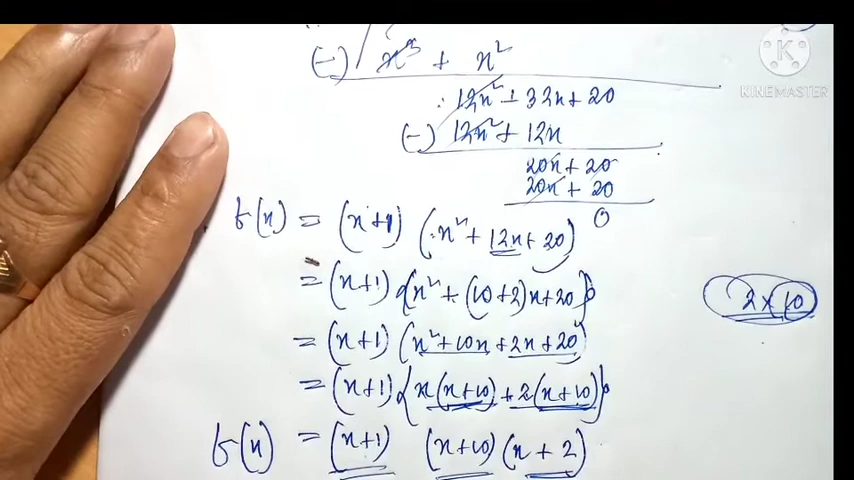 (-) x³ + x²
KINEMASTER
12x² + 32x + 20
(-) 12x² + 12x
20x + 20
20x + 20
0
f(x) = (x+1) (x² + 12x + 20)
= (x+1) {x² + (10+2)x + 20}
2 × 10
= (x+1) (x² + 10x + 2x + 20)
= (x+1) {x(x+10) + 2(x+10)}
f(x) = (x+1) (x+10) (x+2)